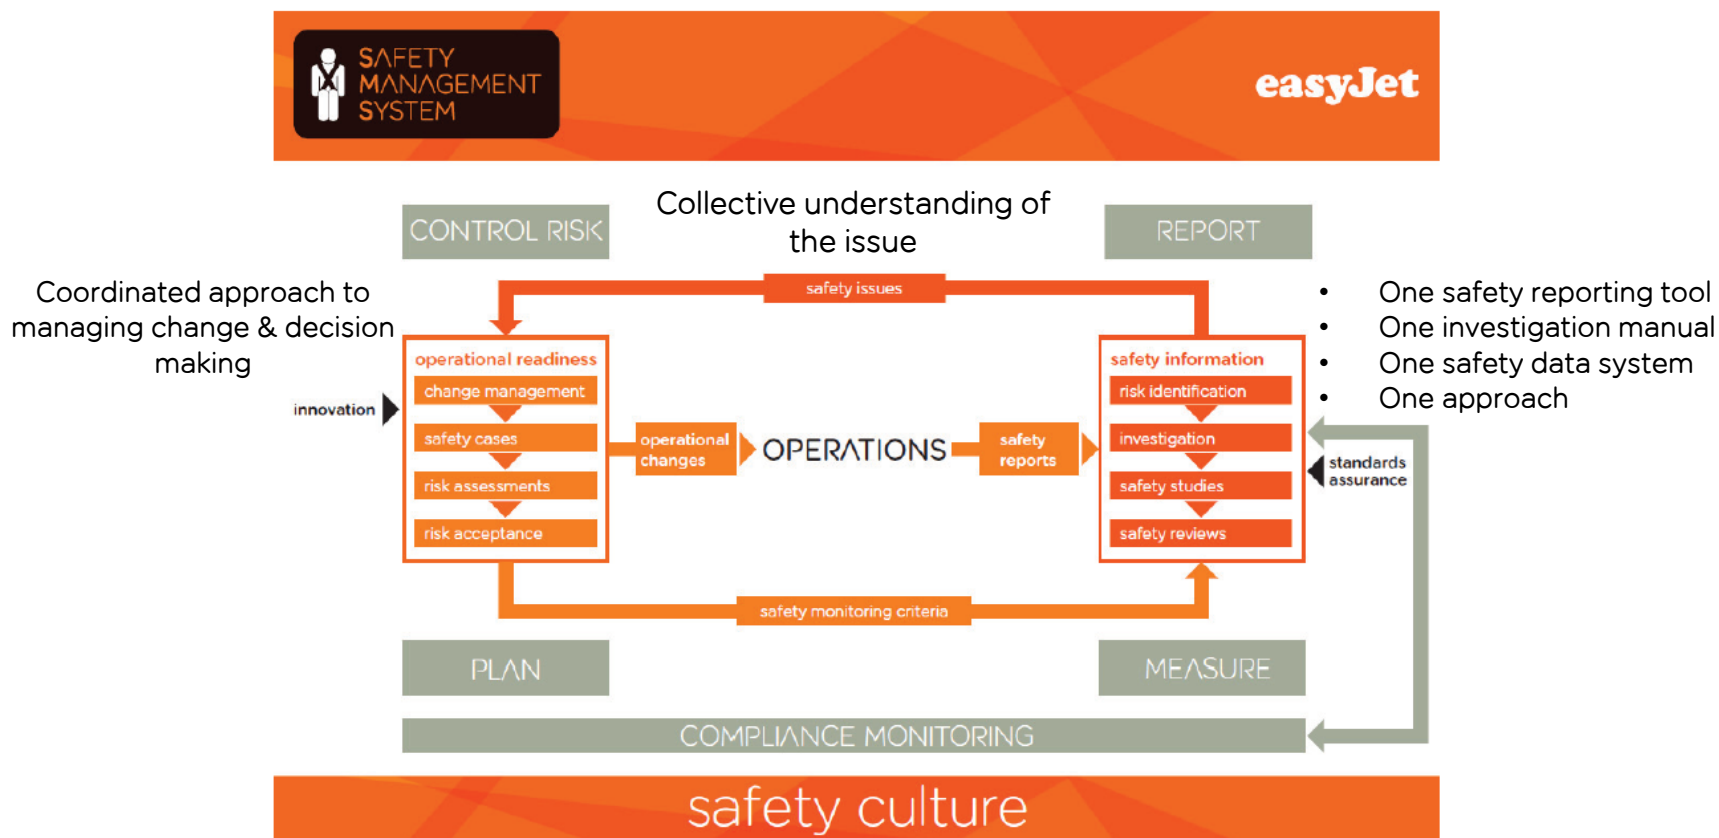 SAFETY
MANAGEMENT
SYSTEM
easyJet
CONTROL RISK
Collective understanding of
the issue
REPORT
safety issues
Coordinated approach to
managing change & decision
making
• One safety reporting tool
• One investigation manual
• One safety data system
• One approach
innovation
operational readiness
change management
safety cases
risk assessments
risk acceptance
operational
changes
OPERATIONS
safety
reports
safety information
risk identification
investigation
safety studies
safety reviews
standards
assurance
safety monitoring criteria
PLAN
MEASURE
COMPLIANCE MONITORING
safety culture